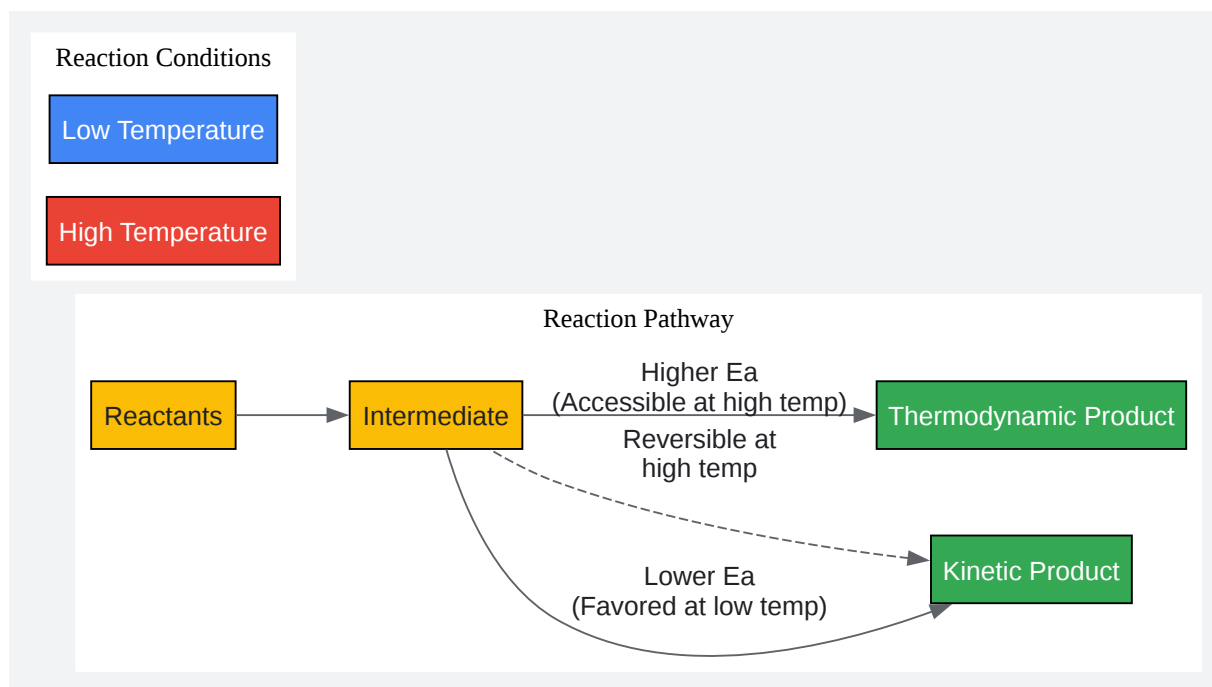 Reaction Conditions
Low Temperature
High Temperature
Reaction Pathway
Reactants
Intermediate
Higher Ea
(Accessible at high temp)
Thermodynamic Product
Reversible at
high temp
Lower Ea
(Favored at low temp)
Kinetic Product